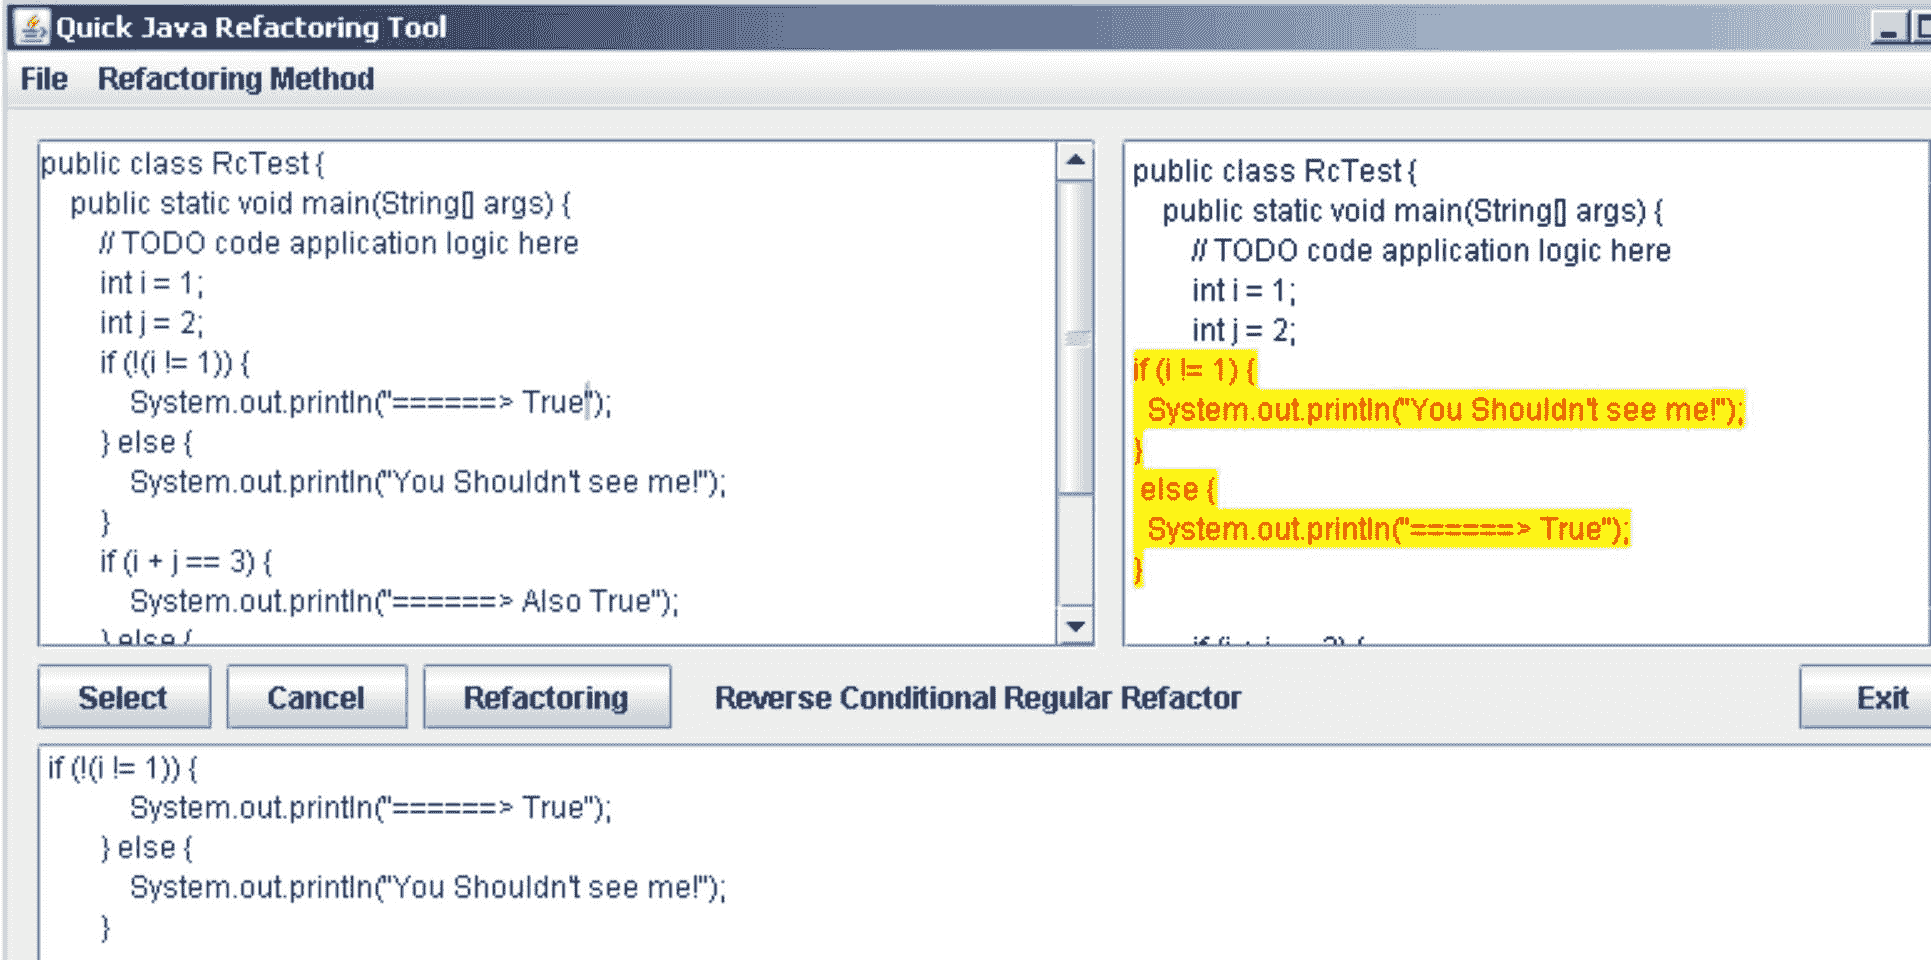 Quick Java Refactoring Tool
File Refactoring Method
public class RcTest {
public static void main(String[] args) {
// TODO code application logic here
int i = 1;
int j = 2;
if (!(i != 1)) {
System.out.println("======> True");
} else {
System.out.println("You Shouldn't see me!");
}
if (i + j == 3) {
System.out.println("======> Also True");
} else {
public class RcTest {
public static void main(String[] args) {
// TODO code application logic here
int i = 1;
int j = 2;
if (i != 1) {
System.out.println("You Shouldn't see me!");
}
else {
System.out.println("======> True");
}
Select Cancel Refactoring Reverse Conditional Regular Refactor Exit
if (!(i != 1)) {
System.out.println("======> True");
} else {
System.out.println("You Shouldn't see me!");
}